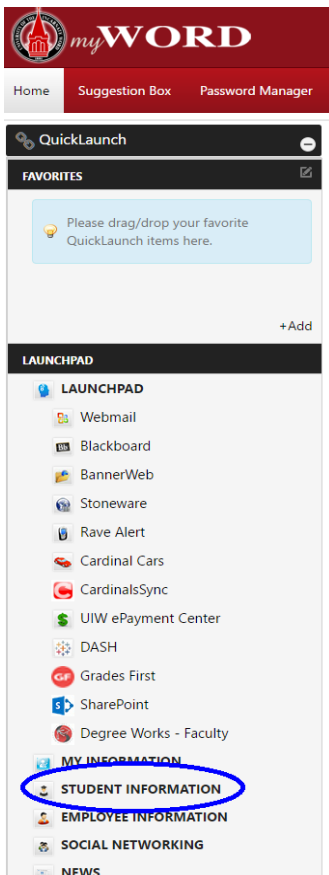 myWORD
Home Suggestion Box Password Manager
QuickLaunch
FAVORITES
Please drag/drop your favorite
QuickLaunch items here.
+Add
LAUNCHPAD
LAUNCHPAD
Webmail
Bb Blackboard
BannerWeb
Stoneware
Rave Alert
Cardinal Cars
CardinalsSync
$ UIW ePayment Center
DASH
GF Grades First
S SharePoint
Degree Works - Faculty
MY INFORMATION
STUDENT INFORMATION
EMPLOYEE INFORMATION
SOCIAL NETWORKING
NEWS